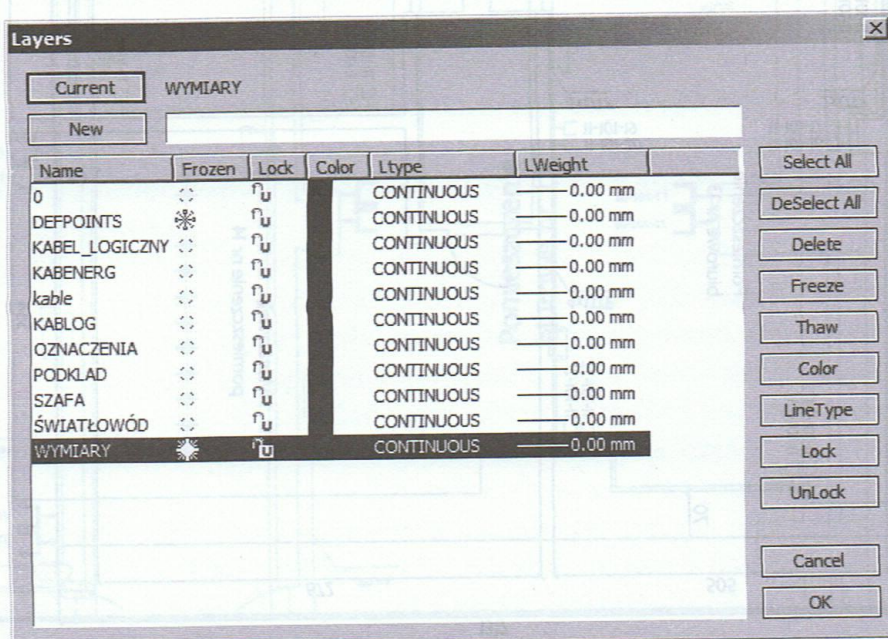 Layers
Current WYMIARY
New
Name Frozen Lock Color Ltype LWeight
0 CONTINUOUS 0.00 mm
DEFPOINTS CONTINUOUS 0.00 mm
KABEL_LOGICZNY CONTINUOUS 0.00 mm
KABENERG CONTINUOUS 0.00 mm
kable CONTINUOUS 0.00 mm
KABLOG CONTINUOUS 0.00 mm
OZNACZENIA CONTINUOUS 0.00 mm
PODKLAD CONTINUOUS 0.00 mm
SZAFA CONTINUOUS 0.00 mm
ŚWIATŁOWÓD CONTINUOUS 0.00 mm
WYMIARY CONTINUOUS 0.00 mm
Select All
DeSelect All
Delete
Freeze
Thaw
Color
LineType
Lock
UnLock
Cancel
OK